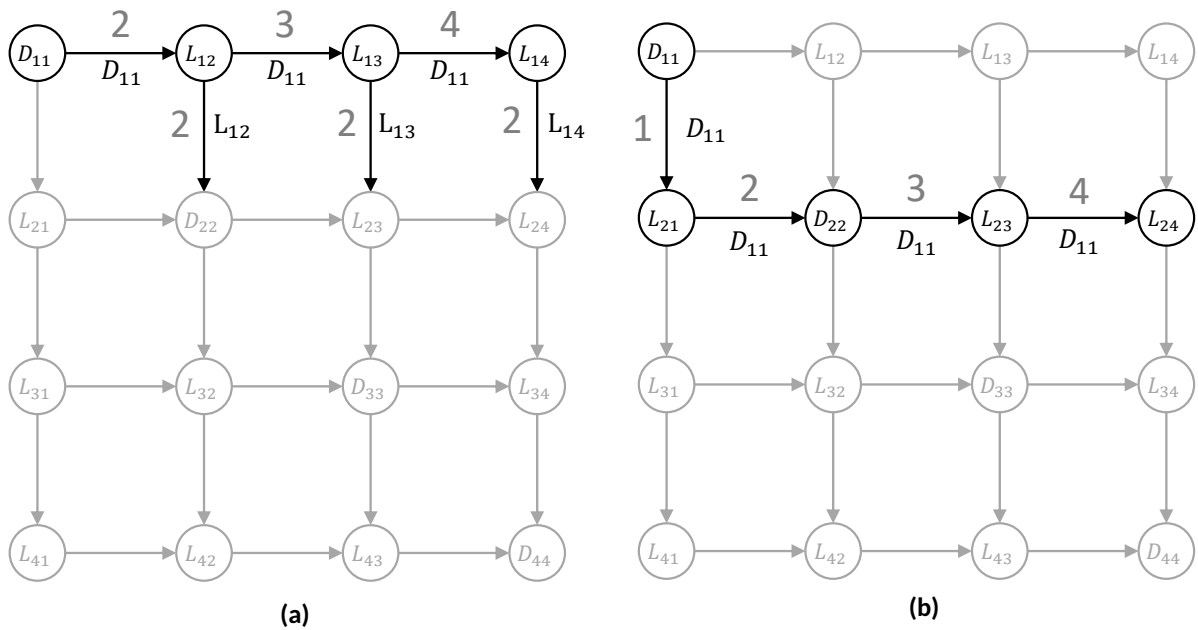 2 3 4
D₁₁ L₁₂ L₁₃ L₁₄
D₁₁ D₁₁ D₁₁
2 L₁₂ 2 L₁₃ 2 L₁₄
L₂₁ D₂₂ L₂₃ L₂₄
L₃₁ L₃₂ D₃₃ L₃₄
L₄₁ L₄₂ L₄₃ D₄₄
(a)
D₁₁ L₁₂ L₁₃ L₁₄
1 D₁₁
2 3 4
L₂₁ D₂₂ L₂₃ L₂₄
D₁₁ D₁₁ D₁₁
L₃₁ L₃₂ D₃₃ L₃₄
L₄₁ L₄₂ L₄₃ D₄₄
(b)